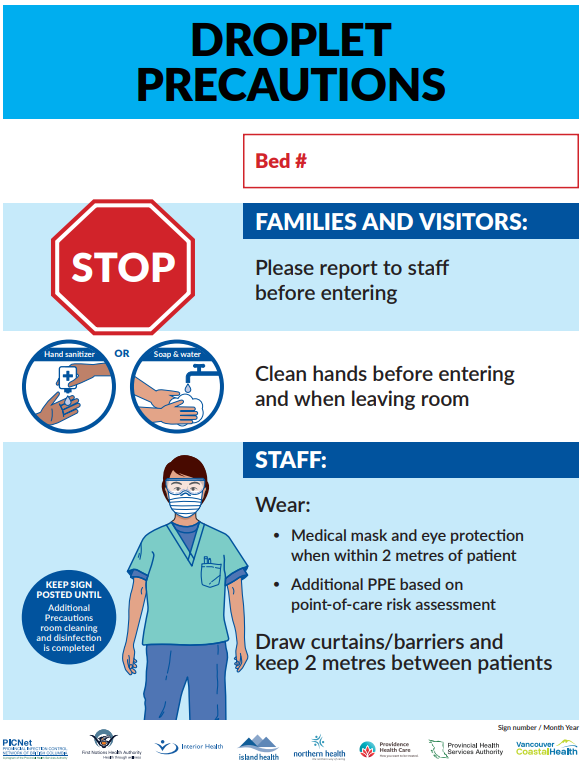 DROPLET
PRECAUTIONS
Bed #
STOP
FAMILIES AND VISITORS:
Please report to staff
before entering
Hand sanitizer
OR
Soap & water
Clean hands before entering
and when leaving room
STAFF:
Wear:
• Medical mask and eye protection
when within 2 metres of patient
• Additional PPE based on
point-of-care risk assessment
Draw curtains/barriers and
keep 2 metres between patients
KEEP SIGN
POSTED UNTIL
Additional
Precautions
room cleaning
and disinfection
is completed
Sign number / Month Year
PICNet
PROVINCIAL INFECTION CONTROL
NETWORK OF BRITISH COLUMBIA
First Nations Health Authority
Health through wellness
Interior Health
island health
northern health
Providence
Health Care
Provincial Health
Services Authority
Vancouver
CoastalHealth